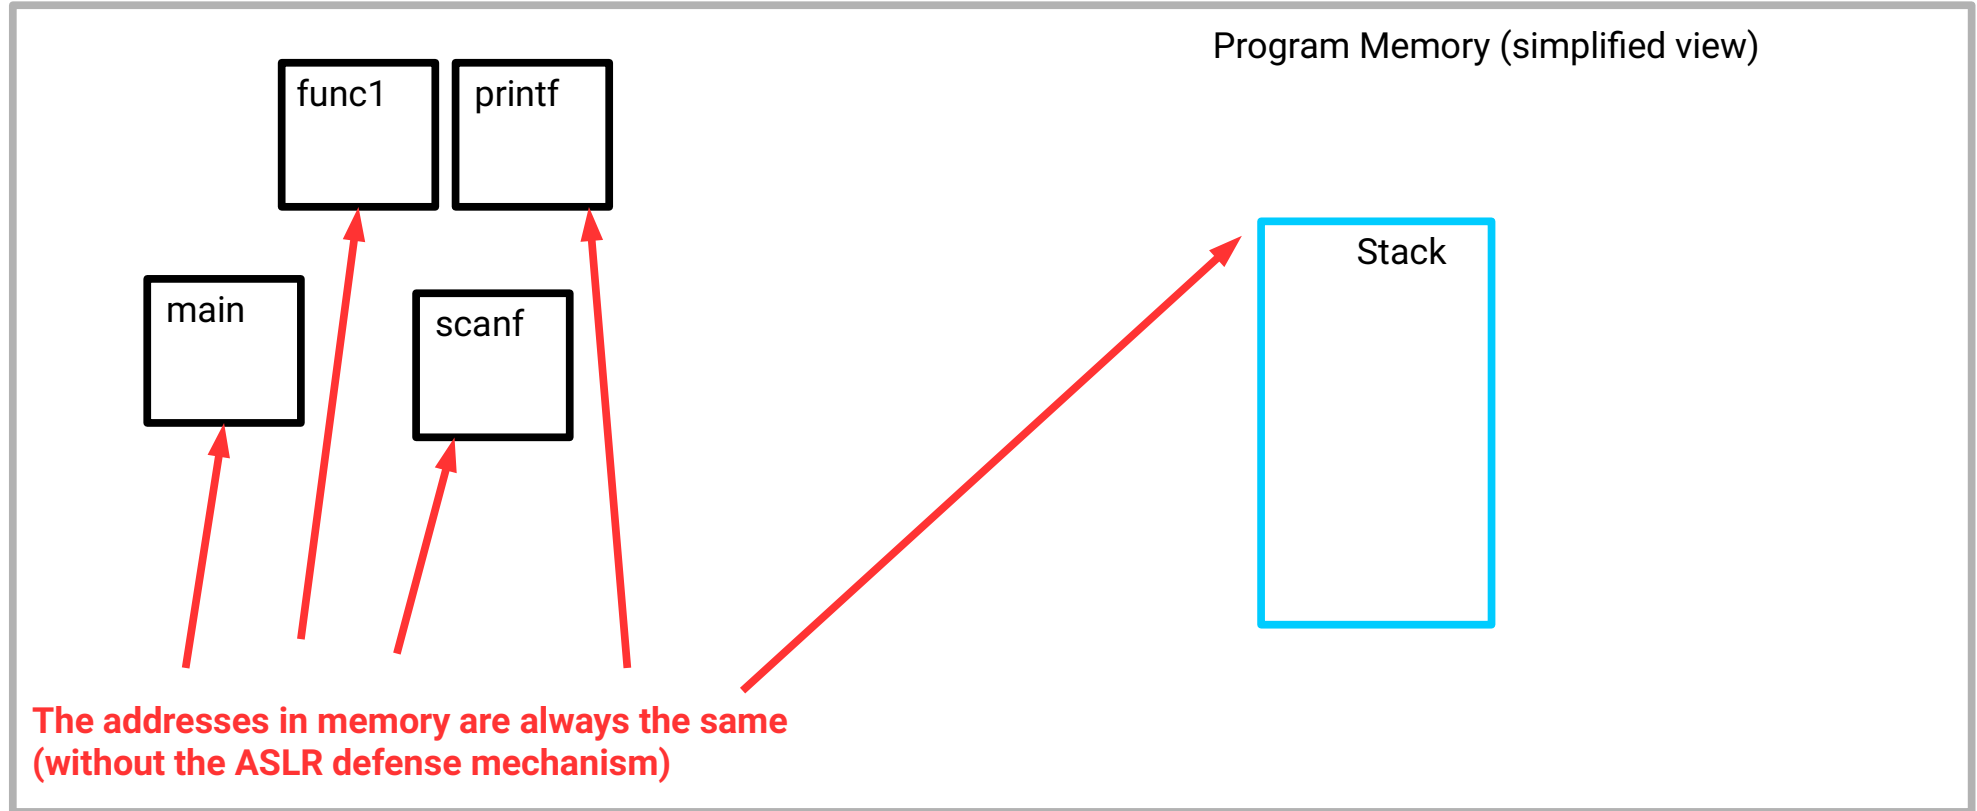 Program Memory (simplified view)
func1
printf
Stack
main
scanf
The addresses in memory are always the same
(without the ASLR defense mechanism)